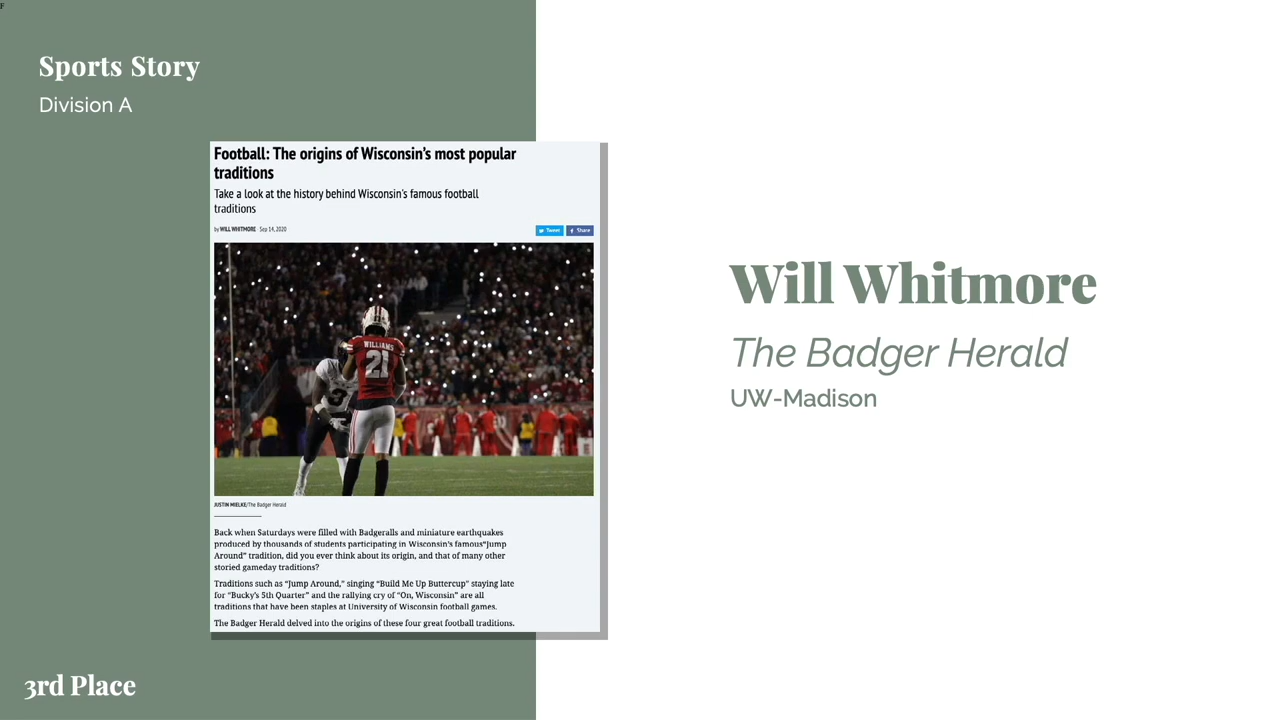 F
Sports Story
Division A
Football: The origins of Wisconsin's most popular
traditions
Take a look at the history behind Wisconsin's famous football
traditions
by WILL WHITMORE · Sep 14, 2020
Tweet
Share
WILLIAMS
21
3
JUSTIN MIELKE/The Badger Herald
Back when Saturdays were filled with Badgeralls and miniature earthquakes
produced by thousands of students participating in Wisconsin's famous“Jump
Around” tradition, did you ever think about its origin, and that of many other
storied gameday traditions?
Traditions such as “Jump Around,” singing “Build Me Up Buttercup” staying late
for “Bucky's 5th Quarter” and the rallying cry of “On, Wisconsin” are all
traditions that have been staples at University of Wisconsin football games.
The Badger Herald delved into the origins of these four great football traditions.
Will Whitmore
The Badger Herald
UW-Madison
3rd Place